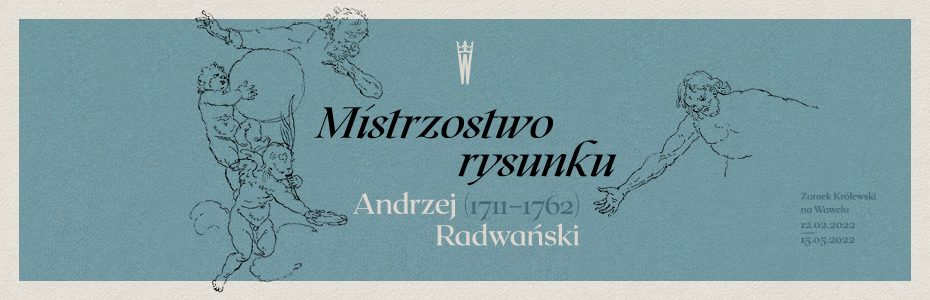 Mistrzostwo
rysunku
Andrzej (1711–1762)
Radwański
Zamek Królewski
na Wawelu
12.02.2022
15.05.2022